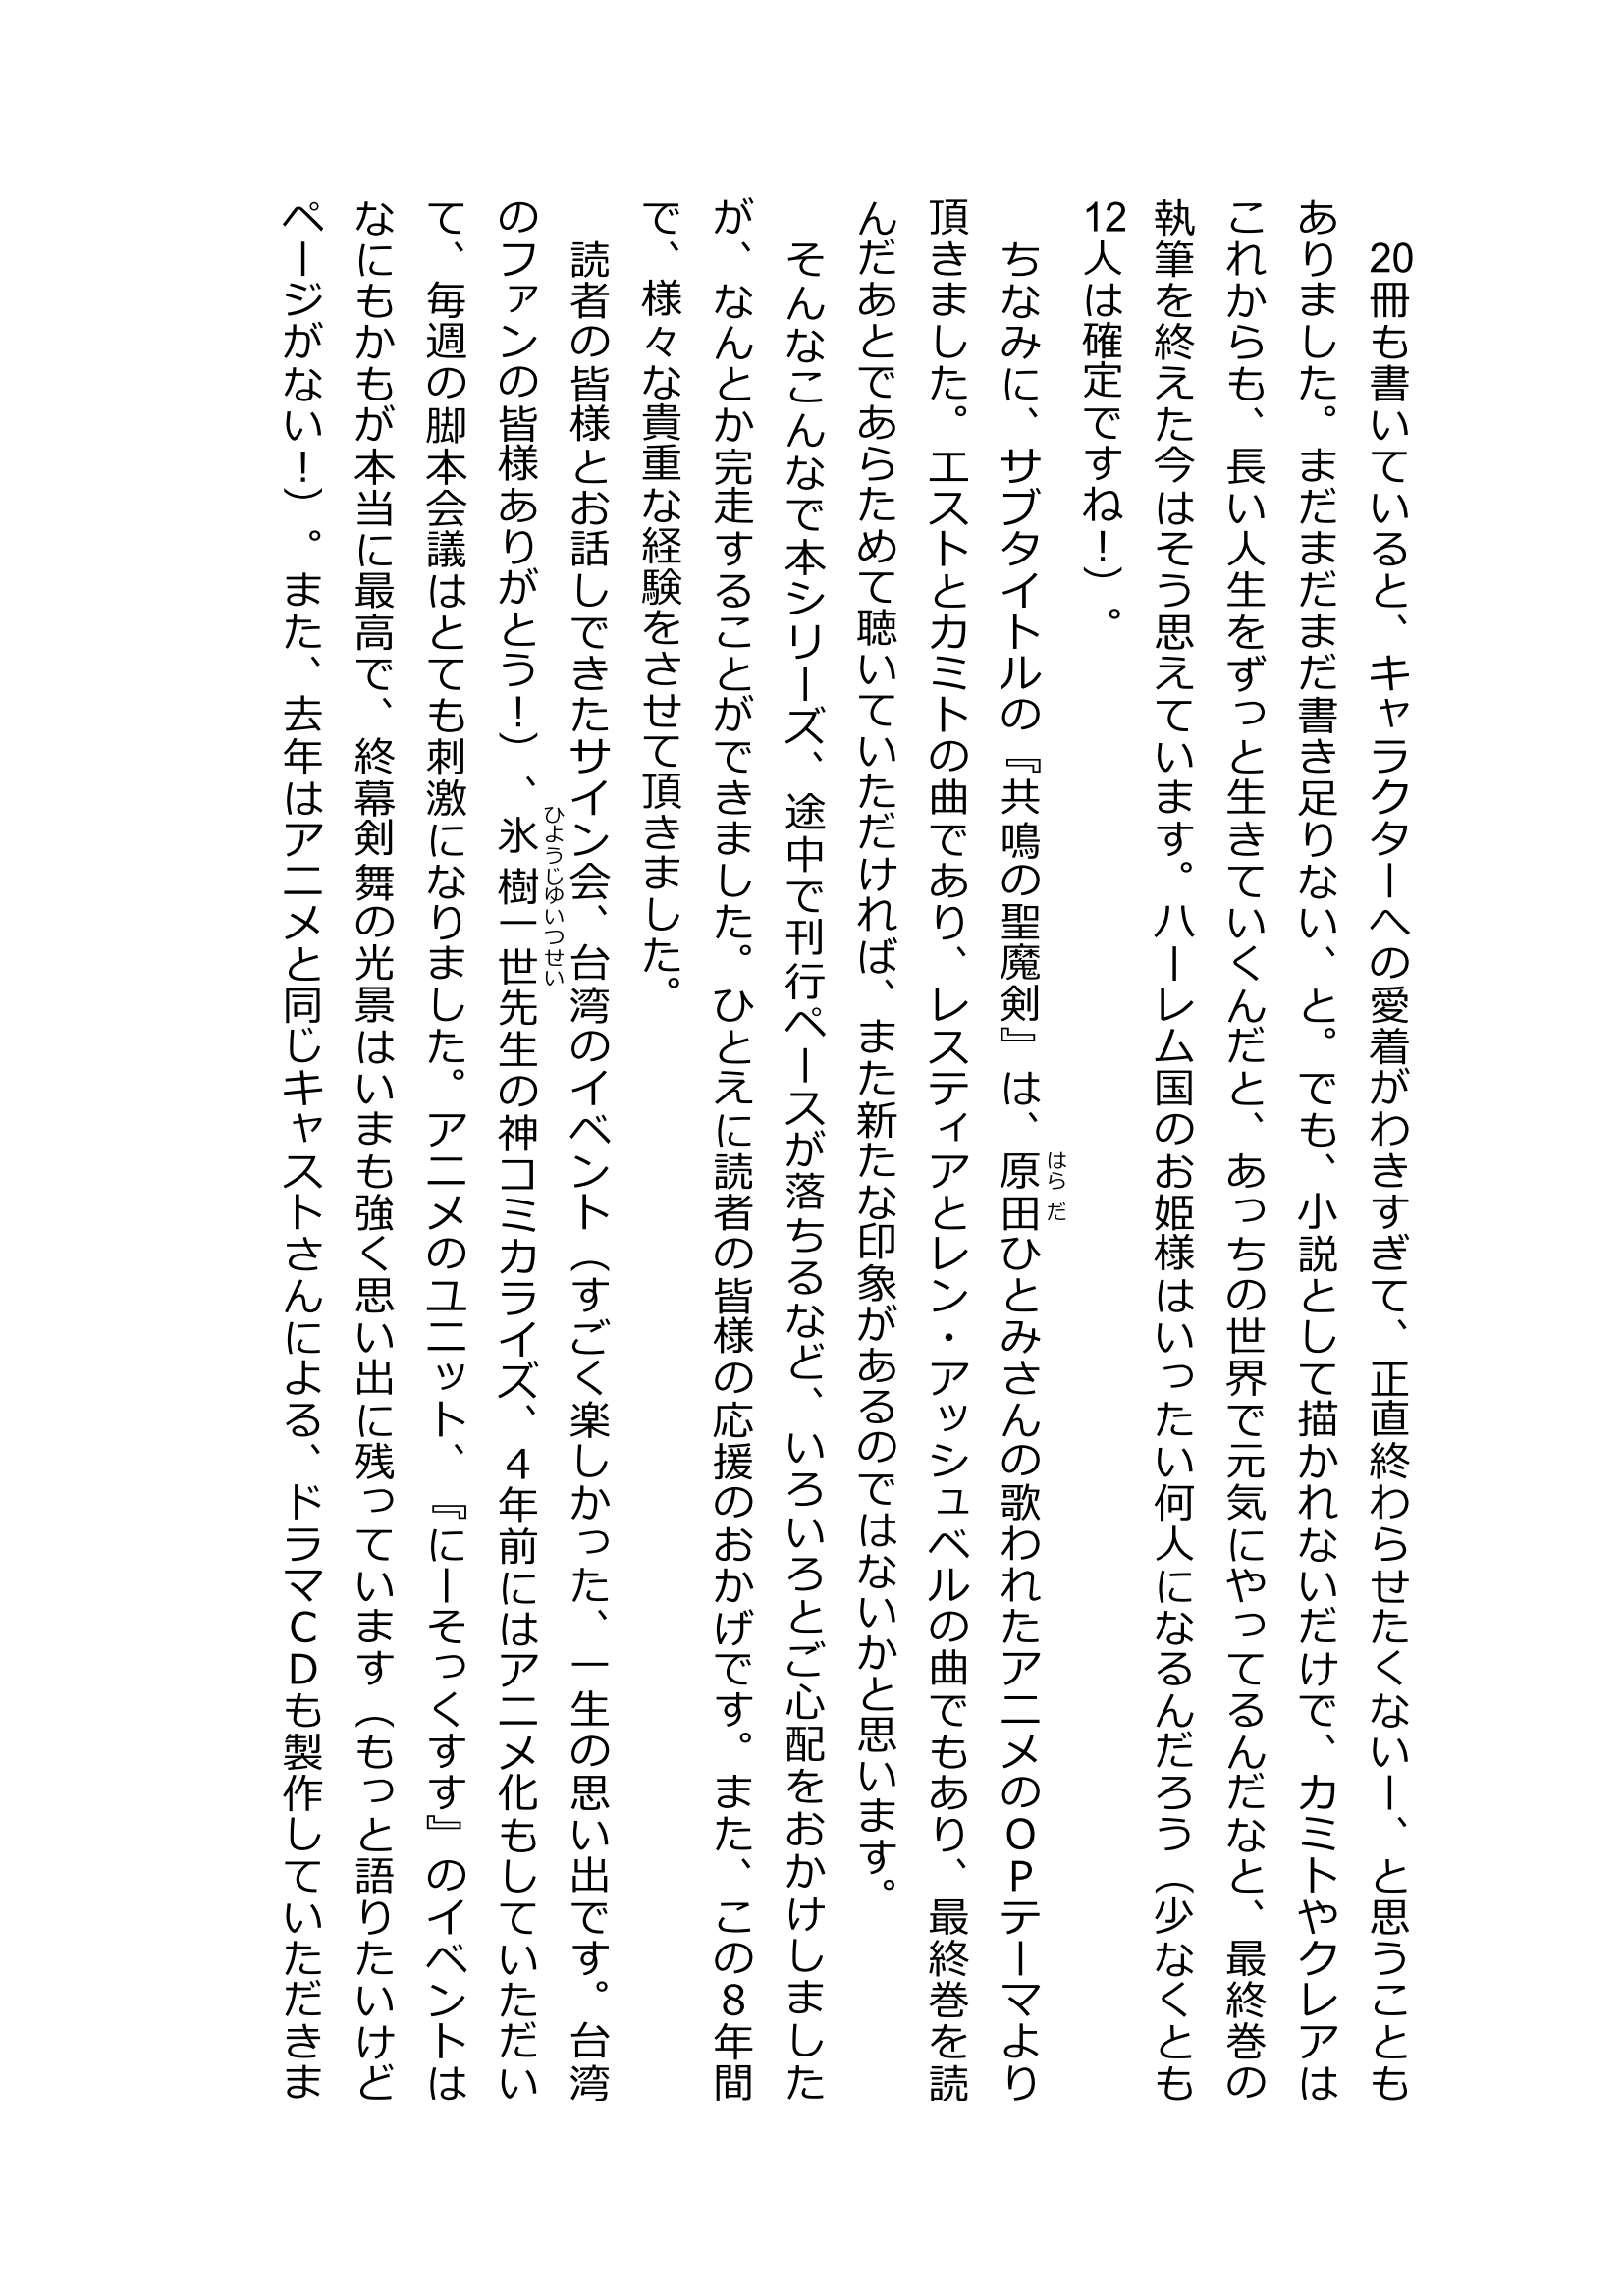 20冊も書いていると、キャラクターへの愛着がわきすぎて、正直終わらせたくないー、と思うことも
ありました。まだまだまだ書き足りない、と。でも、小説として描かれないだけで、カミトやクレアは
これからも、長い人生をずっと生きていくんだと、あっちの世界で元気にやってるんだなと、最終巻の
執筆を終えた今はそう思えています。ハーレム国のお姫様はいったい何人になるんだろう（少なくとも
12人は確定ですね！）。
　ちなみに、サブタイトルの『共鳴の聖魔剣』は、原田ひとみさんの歌われたアニメのＯＰテーマより
はら　だ
頂きました。エストとカミトの曲であり、レスティアとレン・アッシュベルの曲でもあり、最終巻を読
んだあとであらためて聴いていただければ、また新たな印象があるのではないかと思います。
　そんなこんなで本シリーズ、途中で刊行ペースが落ちるなど、いろいろとご心配をおかけしました
が、なんとか完走することができました。ひとえに読者の皆様の応援のおかげです。また、この８年間
で、様々な貴重な経験をさせて頂きました。
　読者の皆様とお話しできたサイン会、台湾のイベント（すごく楽しかった、一生の思い出です。台湾
のファンの皆様ありがとう！）、氷樹一世先生の神コミカライズ、４年前にはアニメ化もしていただい
ひようじゆいつせい
て、毎週の脚本会議はとても刺激になりました。アニメのユニット、『にーそっくすす』のイベントは
なにもかもが本当に最高で、終幕剣舞の光景はいまも強く思い出に残っています（もっと語りたいけど
ページがない！）。また、去年はアニメと同じキャストさんによる、ドラマＣＤも製作していただきま